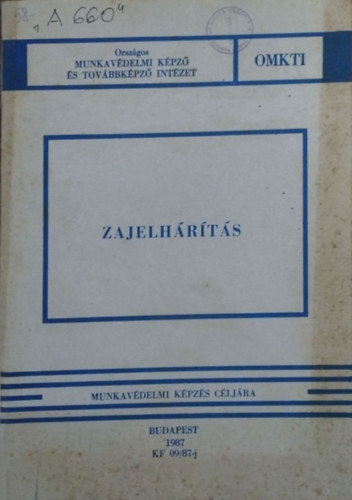 A 660
Országos
MUNKAVÉDELMI KÉPZŐ
ÉS TOVÁBBKÉPZŐ INTÉZET
OMKTI
ZAJELHÁRÍTÁS
MUNKAVÉDELMI KÉPZÉS CÉLJÁRA
BUDAPEST
1987
KF 09/87-j